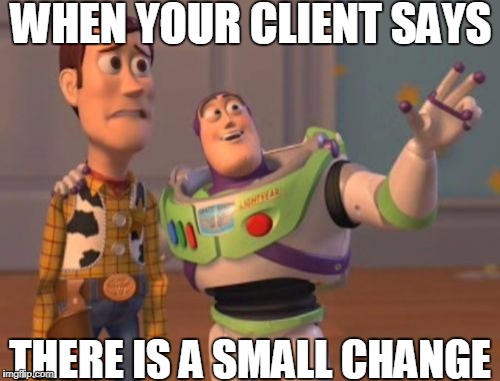 WHEN YOUR CLIENT SAYS
LIGHTYEAR
THERE IS A SMALL CHANGE
imgflip.com